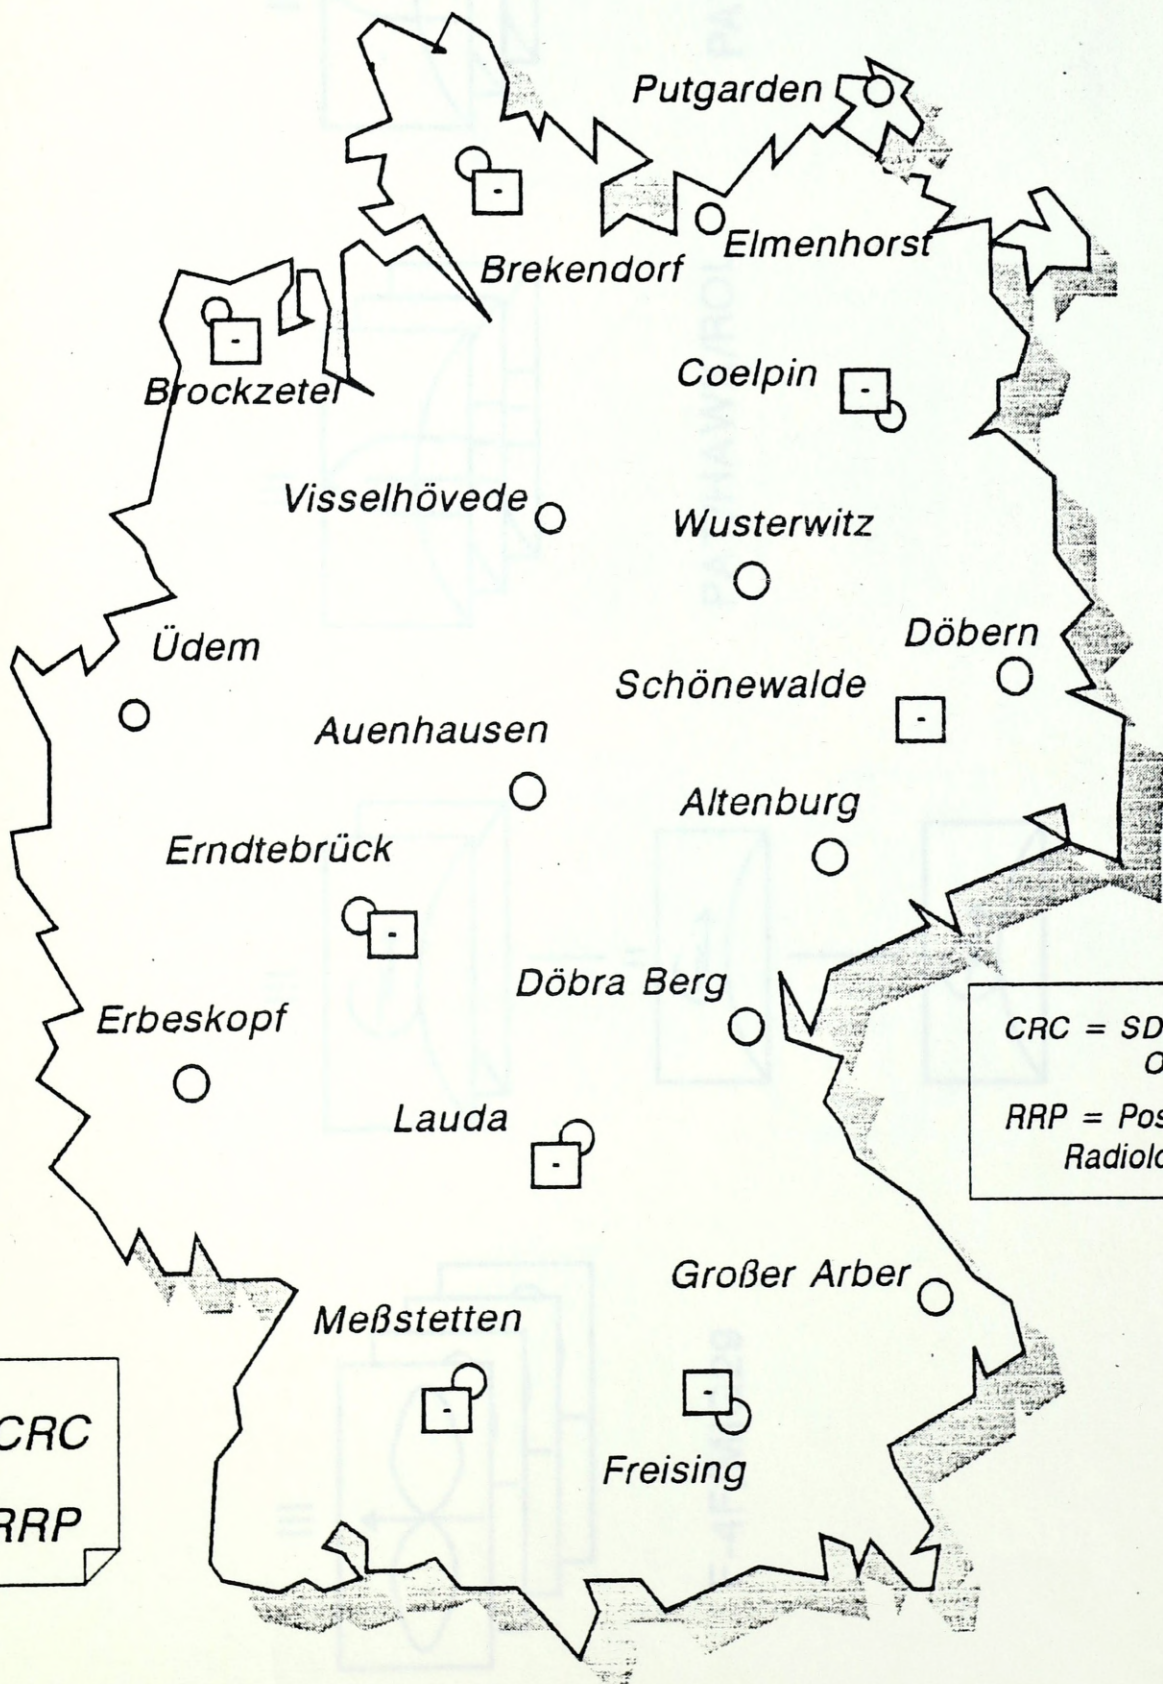 Putgarden
Elmenhorst
Brekendorf
Brockzetel
Coelpin
Visselhövede
Wusterwitz
Üdem
Döbern
Schönewalde
Auenhausen
Altenburg
Erndtebrück
Döbra Berg
Erbeskopf
CRC = SD
O
RRP = Pos
Radiolo
Lauda
Großer Arber
Meßstetten
CRC
Freising
RRP